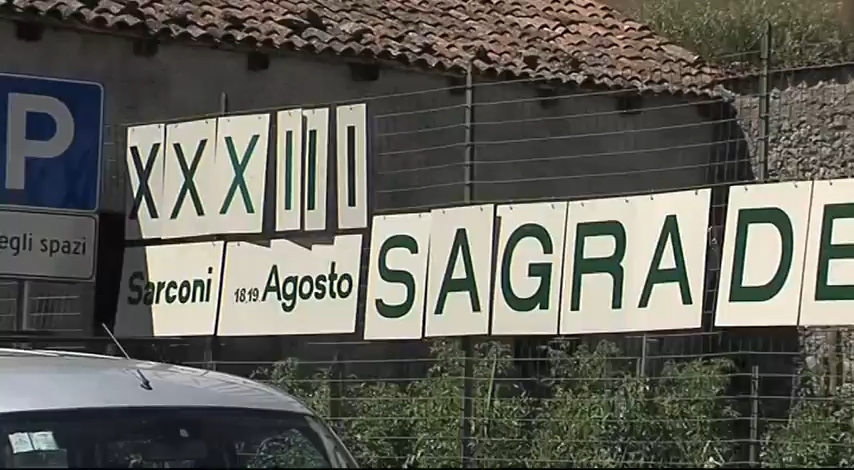 P
egli spazi
XXXIII
Sarconi 18,19, Agosto
SAGRA DE